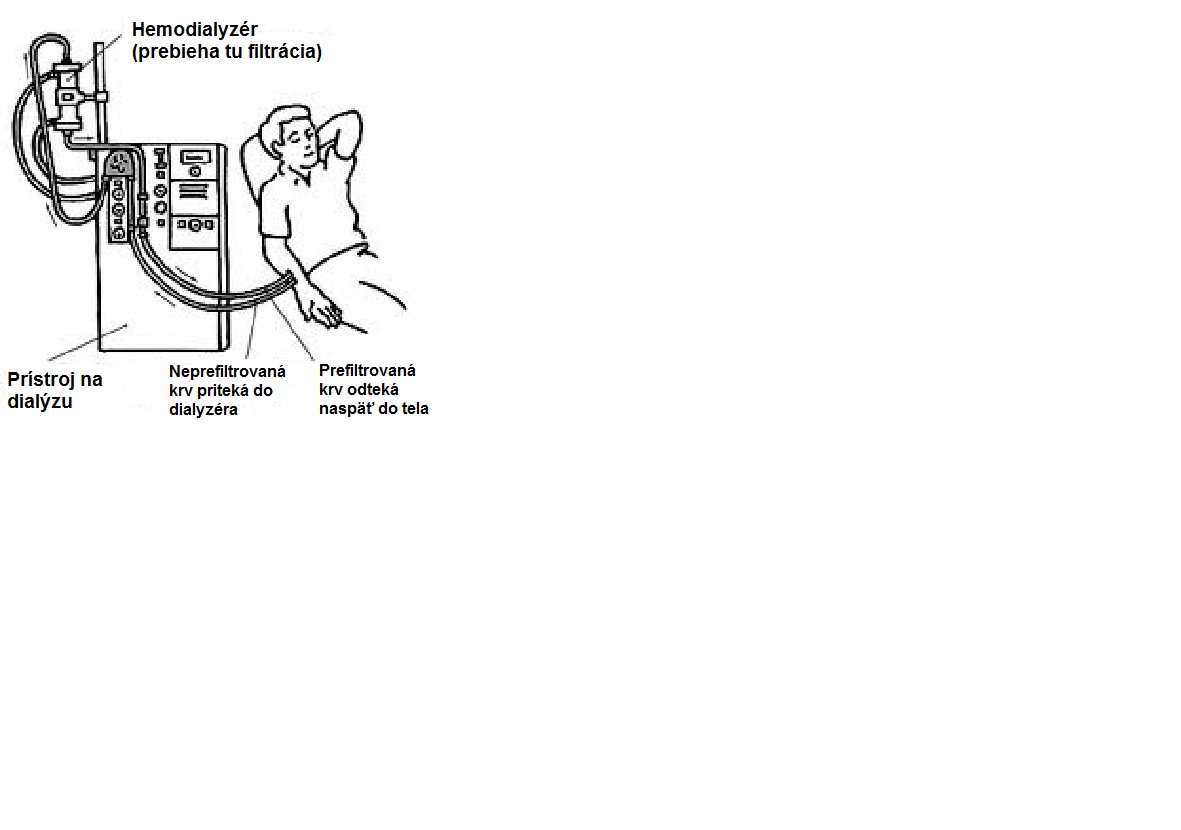 Hemodialyzér
(prebieha tu filtrácia)
Prístroj na
dialýzu
Neprefiltrovaná
krv priteká do
dialyzéra
Prefiltrovaná
krv odteká
naspäť do tela